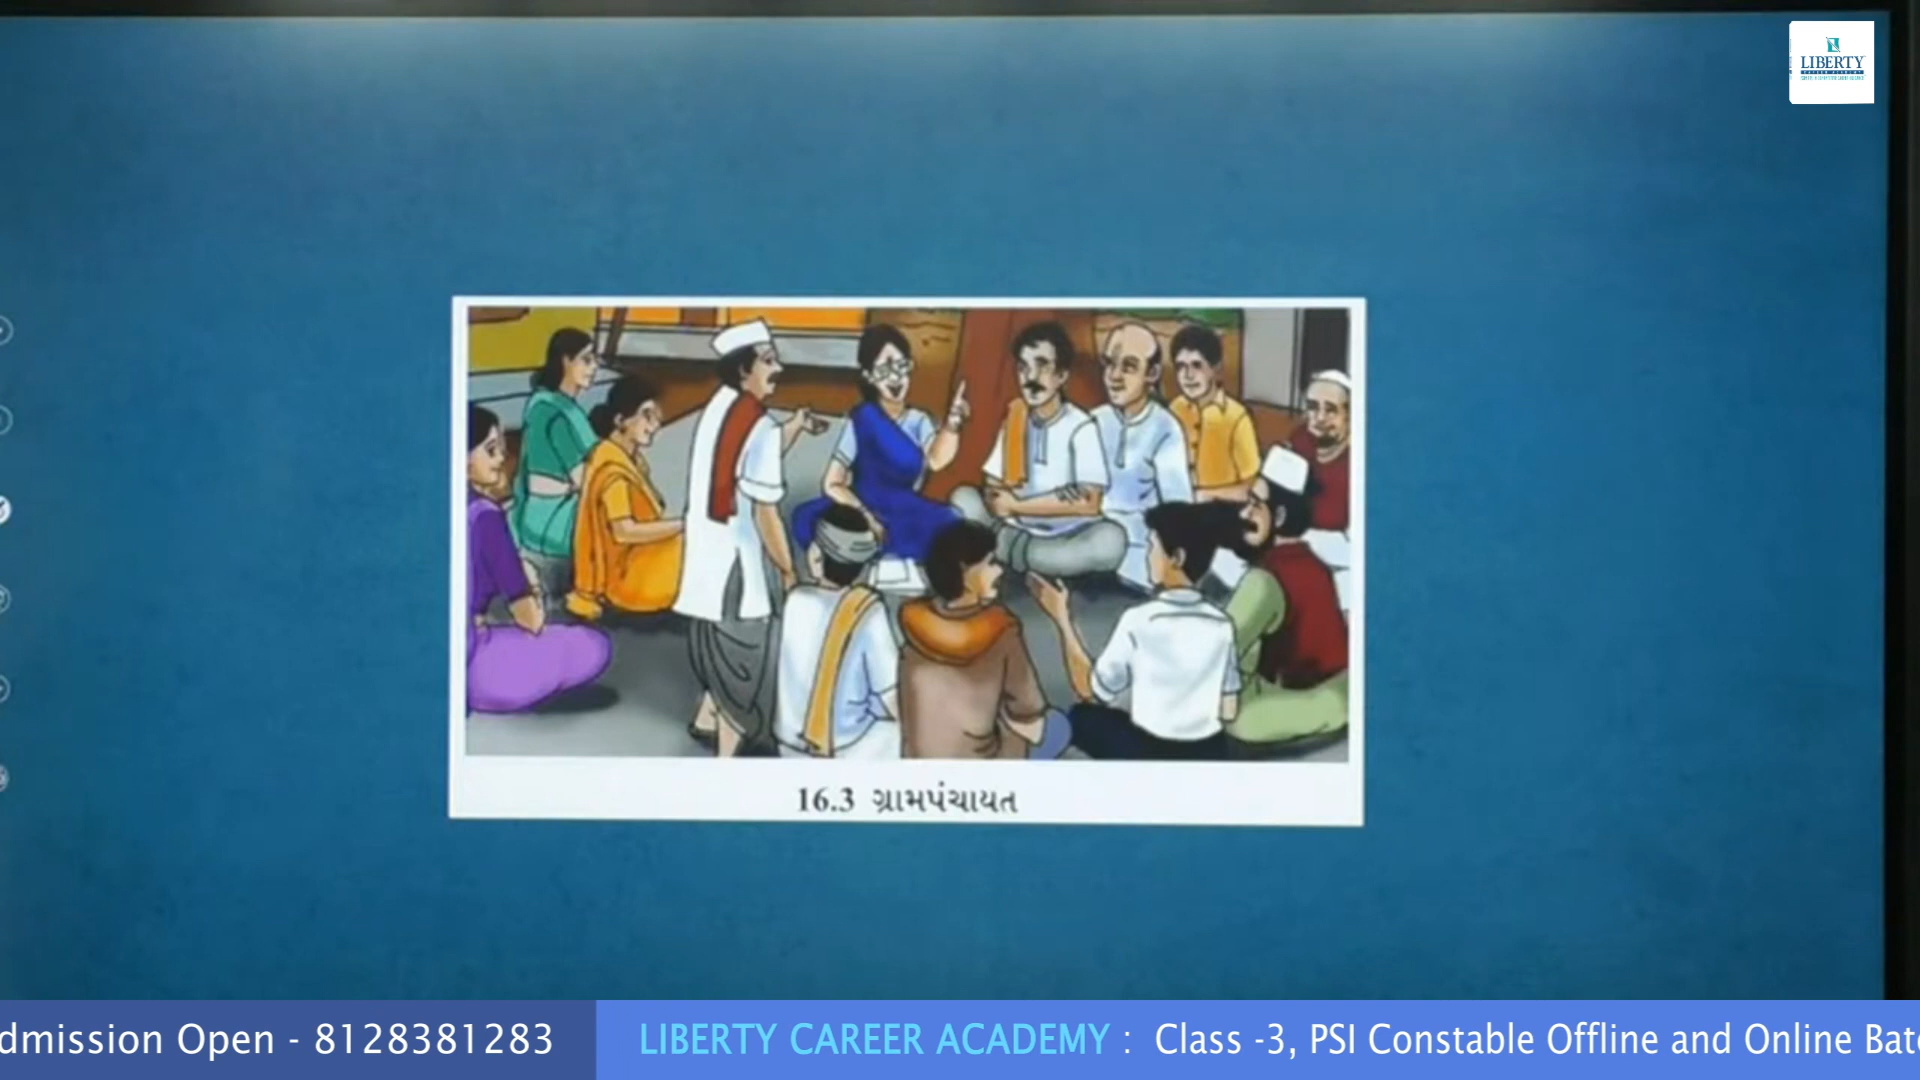 LIBERTY
16.3 ગ્રામપંચાયત
dmission Open - 8128381283
LIBERTY CAREER ACADEMY : Class -3, PSI Constable Offline and Online Bat